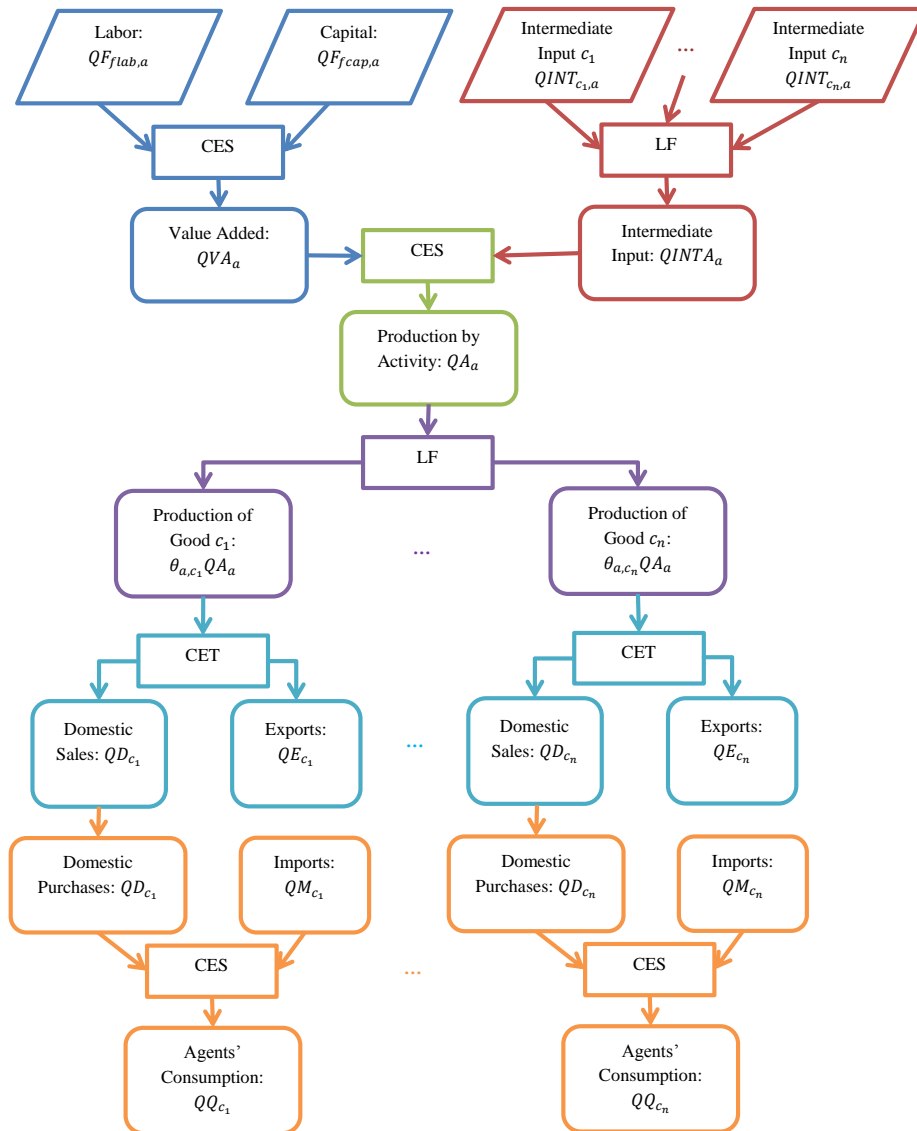 Labor:
QF_{flab,a}
Capital:
QF_{fcap,a}
Intermediate
Input c_1
QINT_{c_1,a}
...
Intermediate
Input c_n
QINT_{c_n,a}
CES
LF
Value Added:
QVA_a
CES
Intermediate
Input: QINTA_a
Production by
Activity: QA_a
LF
Production of
Good c_1:
θ_{a,c_1}QA_a
...
Production of
Good c_n:
θ_{a,c_n}QA_a
CET
CET
Domestic
Sales: QD_{c_1}
Exports:
QE_{c_1}
...
Domestic
Sales: QD_{c_n}
Exports:
QE_{c_n}
Domestic
Purchases: QD_{c_1}
Imports:
QM_{c_1}
Domestic
Purchases: QD_{c_n}
Imports:
QM_{c_n}
CES
...
CES
Agents'
Consumption:
QQ_{c_1}
Agents'
Consumption:
QQ_{c_n}